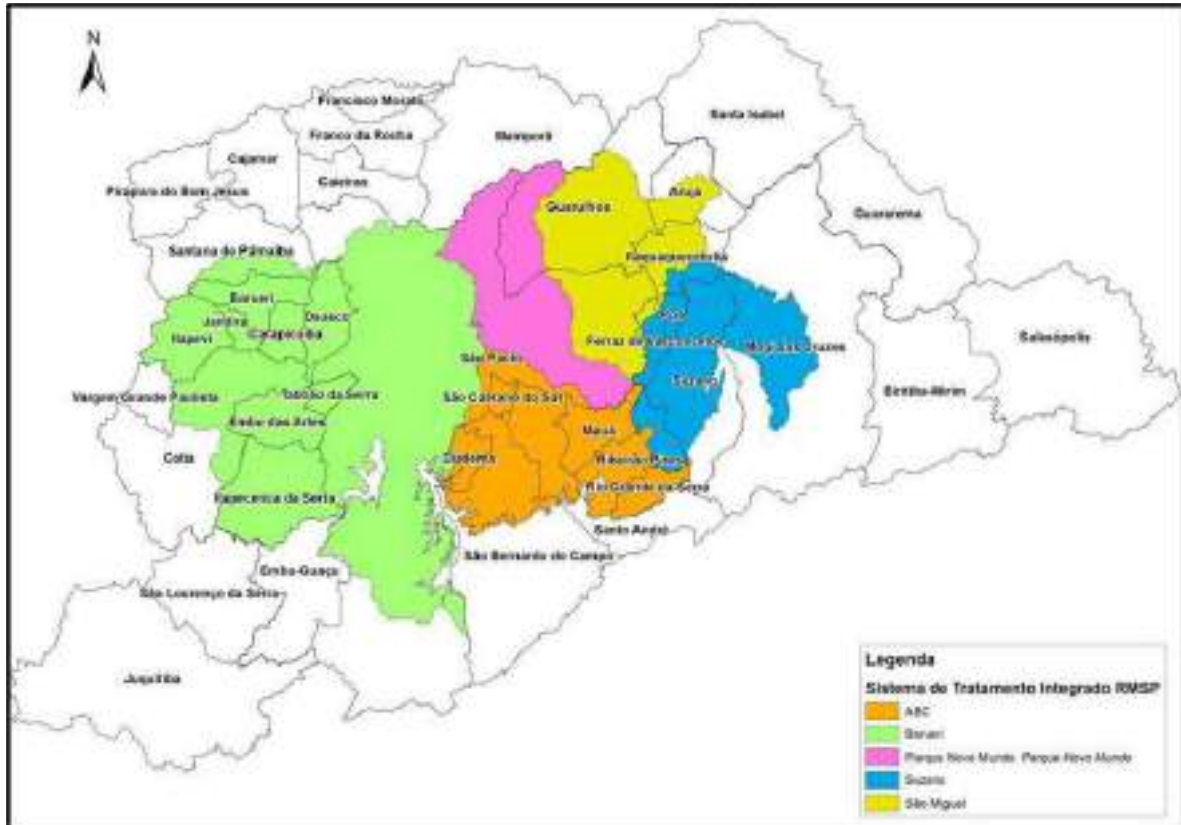 N
Francisco Morato
Santa Isabel
Franco da Rocha
Mairiporã
Cajamar
Caieiras
Pirapora do Bom Jesus
Arujá
Guarulhos
Guararema
Santana de Parnaíba
Itaquaquecetuba
Barueri
Osasco
Jandira
Carapicuíba
Itapevi
Poá
Ferraz de Vasconcelos
Mogi das Cruzes
Salesópolis
São Paulo
Suzano
Biritiba-Mirim
Vargem Grande Paulista
Taboão da Serra
São Caetano do Sul
Embu das Artes
Mauá
Cotia
Diadema
Ribeirão Pires
Itapecerica da Serra
Rio Grande da Serra
Santo André
São Bernardo do Campo
Embu-Guaçu
São Lourenço da Serra
Juquitiba
Legenda
Sistema de Tratamento Integrado RMSP
ABC
Barueri
Parque Novo Mundo Parque Novo Mundo
Suzano
São Miguel